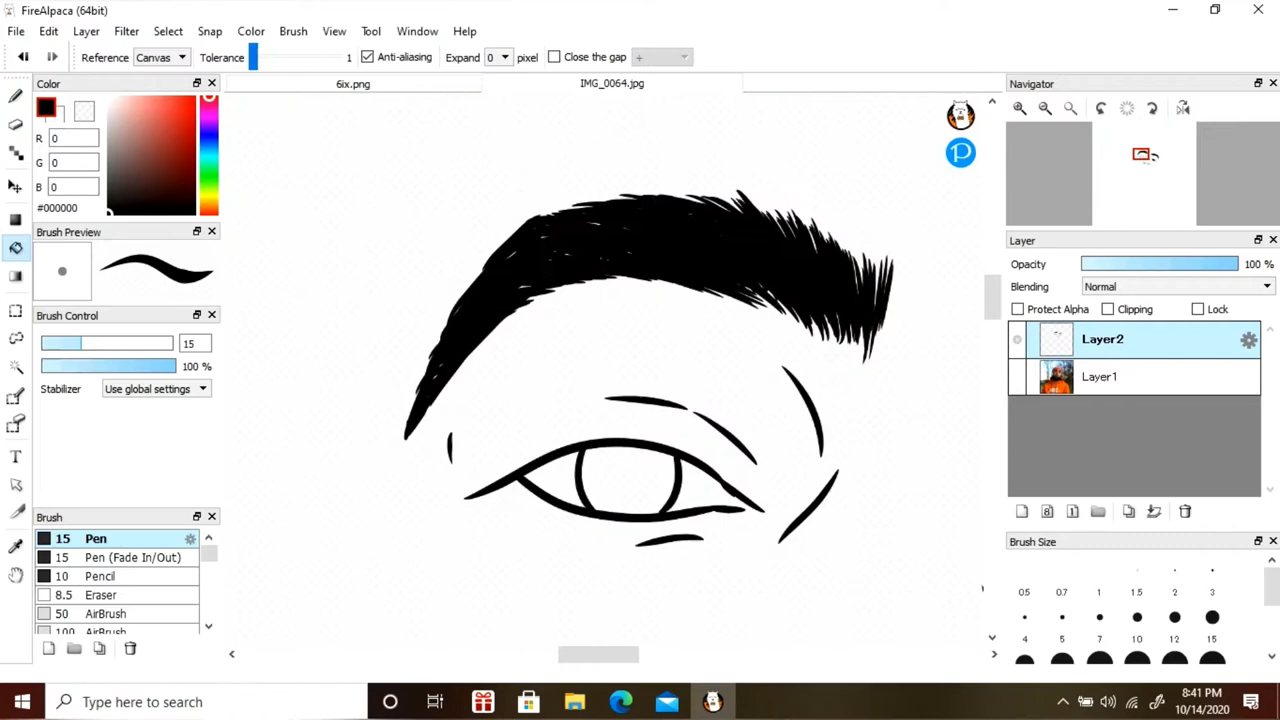 FireAlpaca (64bit)
File Edit Layer Filter Select Snap Color Brush View Tool Window Help
Reference Canvas Tolerance 1 Anti-aliasing Expand 0 pixel Close the gap +
Color
6ix.png
IMG_0064.jpg
Navigator
R 0
G 0
B 0
#000000
P
Brush Preview
Layer
Opacity 100 %
Blending Normal
Brush Control
Protect Alpha Clipping Lock
15
100 %
Layer2
Stabilizer Use global settings
Layer1
T
Brush
8 1
15 Pen
15 Pen (Fade In/Out)
10 Pencil
8.5 Eraser
50 AirBrush
100 AirBrush
Brush Size
0.5 0.7 1 1.5 2 3
4 5 7 10 12 15
Type here to search
8:41 PM
10/14/2020